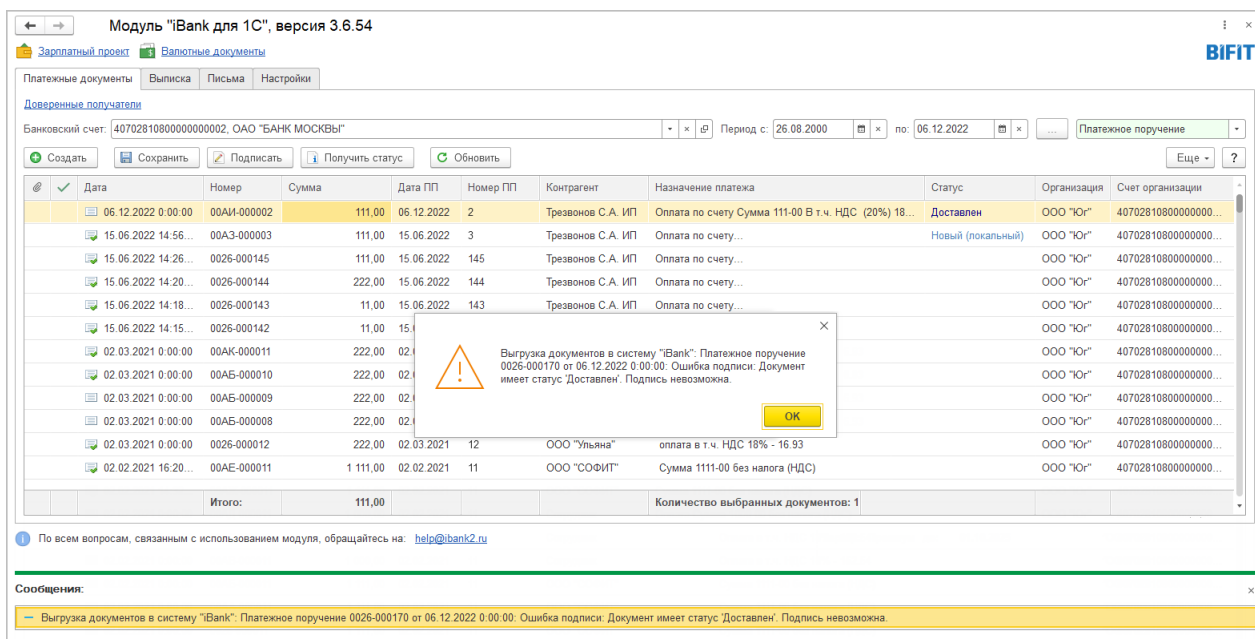 Модуль "iBank для 1С", версия 3.6.54
Зарплатный проект Валютные документы
BIFIT
Платежные документы Выписка Письма Настройки
Доверенные получатели
Банковский счет: 40702810800000000002, ОАО "БАНК МОСКВЫ" Период с: 26.08.2000 по: 06.12.2022 ... Платежное поручение
Создать Сохранить Подписать Получить статус Обновить Еще ?
Дата Номер Сумма Дата ПП Номер ПП Контрагент Назначение платежа Статус Организация Счет организации
06.12.2022 0:00:00 00АИ-000002 111,00 06.12.2022 2 Трезвонов С.А. ИП Оплата по счету Сумма 111-00 В т.ч. НДС (20%) 18... Доставлен ООО "Юг" 40702810800000000...
15.06.2022 14:56... 00АЗ-000003 111,00 15.06.2022 3 Трезвонов С.А. ИП Оплата по счету... Новый (локальный) ООО "Юг" 40702810800000000...
15.06.2022 14:26... 0026-000145 111,00 15.06.2022 145 Трезвонов С.А. ИП Оплата по счету... ООО "Юг" 40702810800000000...
15.06.2022 14:20... 0026-000144 222,00 15.06.2022 144 Трезвонов С.А. ИП Оплата по счету... ООО "Юг" 40702810800000000...
15.06.2022 14:18... 0026-000143 11,00 15.06.2022 143 Трезвонов С.А. ИП Оплата по счету... ООО "Юг" 40702810800000000...
15.06.2022 14:15... 0026-000142 11,00 15.0 ООО "Юг" 40702810800000000...
02.03.2021 0:00:00 00АК-000011 222,00 02. ООО "Юг" 40702810800000000...
02.03.2021 0:00:00 00АБ-000010 222,00 02. ООО "Юг" 40702810800000000...
02.03.2021 0:00:00 00АБ-000009 222,00 02. ООО "Юг" 40702810800000000...
02.03.2021 0:00:00 00АБ-000008 222,00 02. ООО "Юг" 40702810800000000...
02.03.2021 0:00:00 0026-000012 222,00 02.03.2021 12 ООО "Ульяна" оплата в т.ч. НДС 18% - 16.93 ООО "Юг" 40702810800000000...
02.02.2021 16:20... 00АЕ-000011 1 111,00 02.02.2021 11 ООО "СОФИТ" Сумма 1111-00 без налога (НДС) ООО "Юг" 40702810800000000...
Итого: 111,00 Количество выбранных документов: 1
Выгрузка документов в систему "iBank": Платежное поручение
0026-000170 от 06.12.2022 0:00:00: Ошибка подписи: Документ
имеет статус 'Доставлен'. Подпись невозможна.
OK
По всем вопросам, связанным с использованием модуля, обращайтесь на: help@ibank2.ru
Сообщения:
Выгрузка документов в систему "iBank": Платежное поручение 0026-000170 от 06.12.2022 0:00:00: Ошибка подписи: Документ имеет статус 'Доставлен'. Подпись невозможна.